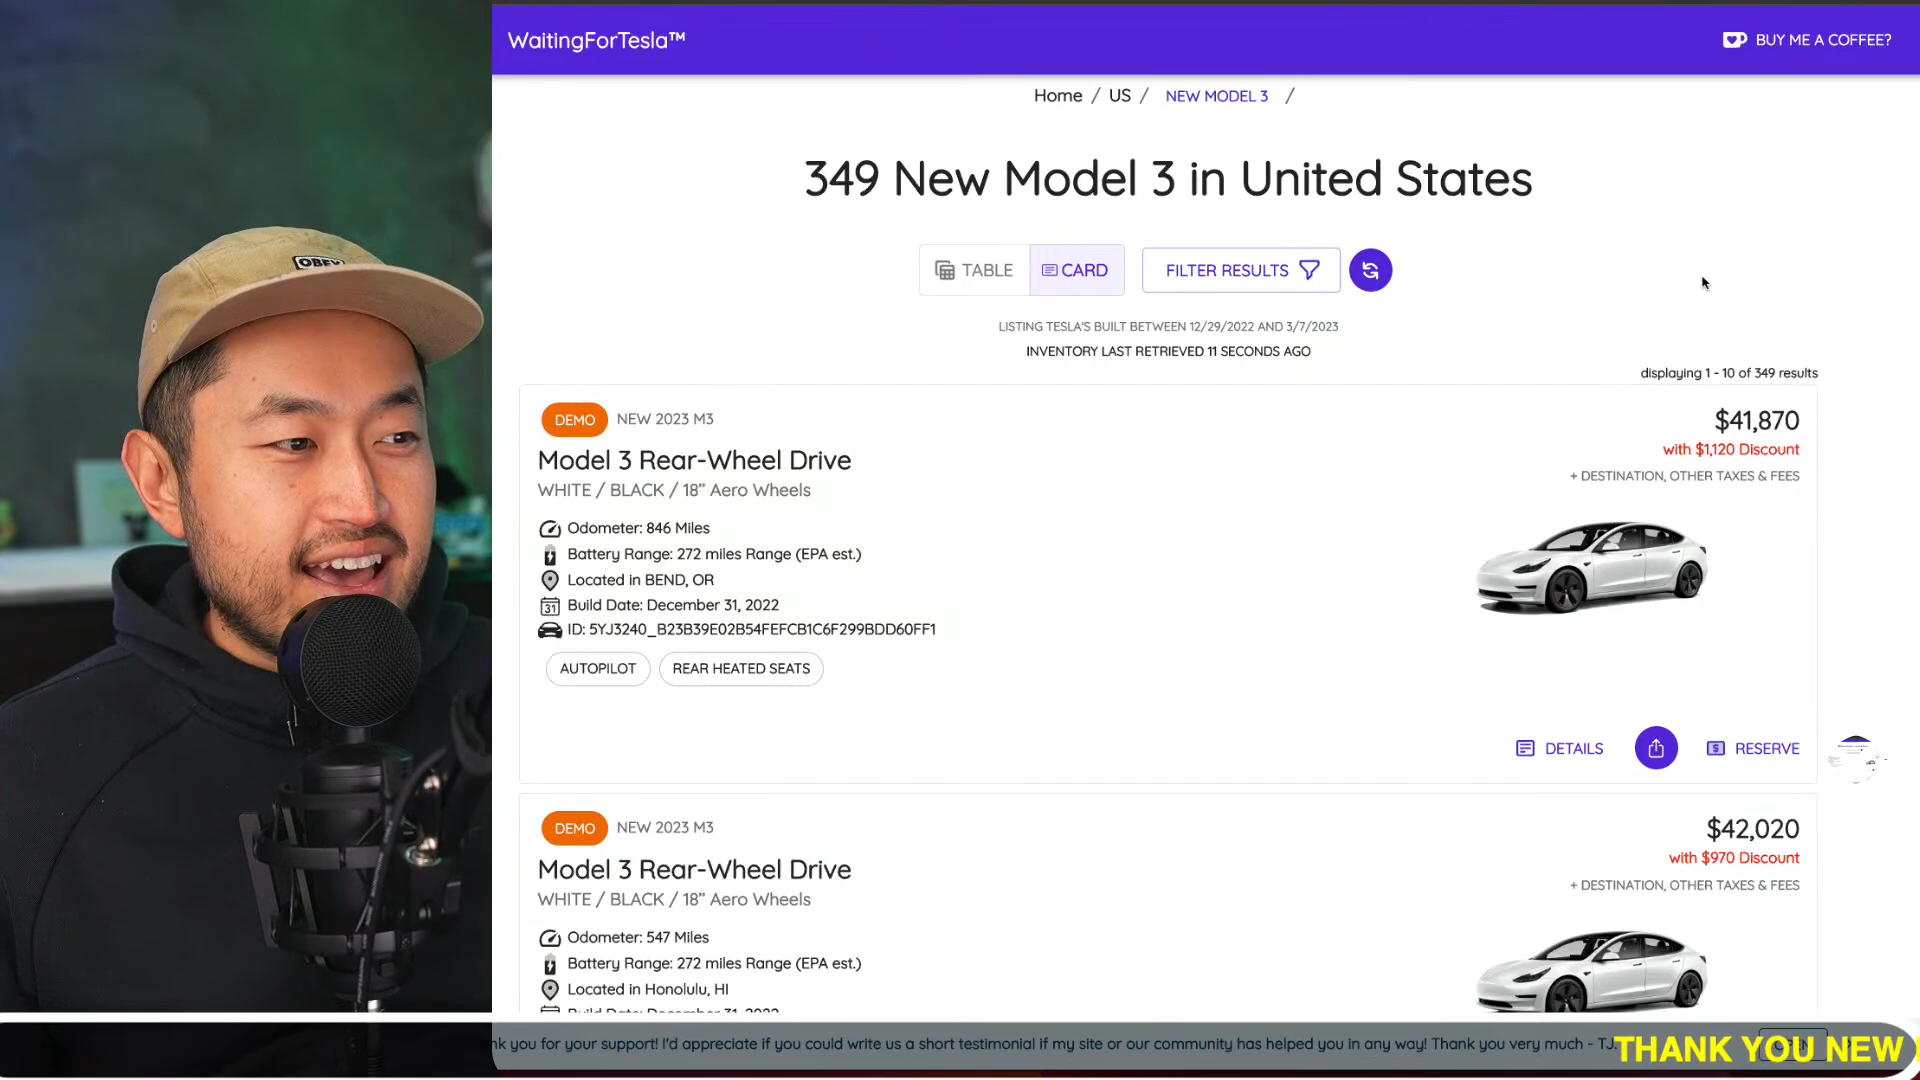 WaitingForTesla™
BUY ME A COFFEE?
Home / US / NEW MODEL 3 /
349 New Model 3 in United States
TABLE
CARD
FILTER RESULTS
LISTING TESLA'S BUILT BETWEEN 12/29/2022 AND 3/7/2023
INVENTORY LAST RETRIEVED 11 SECONDS AGO
displaying 1 - 10 of 349 results
DEMO NEW 2023 M3
$41,870
Model 3 Rear-Wheel Drive
with $1,120 Discount
WHITE / BLACK / 18” Aero Wheels
+ DESTINATION, OTHER TAXES & FEES
Odometer: 846 Miles
Battery Range: 272 miles Range (EPA est.)
Located in BEND, OR
31 Build Date: December 31, 2022
ID: 5YJ3240_B23B39E02B54FEFCB1C6F299BDD60FF1
AUTOPILOT
REAR HEATED SEATS
DETAILS
RESERVE
DEMO NEW 2023 M3
$42,020
Model 3 Rear-Wheel Drive
with $970 Discount
WHITE / BLACK / 18” Aero Wheels
+ DESTINATION, OTHER TAXES & FEES
Odometer: 547 Miles
Battery Range: 272 miles Range (EPA est.)
Located in Honolulu, HI
Build Date: December 31, 2022
nk you for your support! I'd appreciate if you could write us a short testimonial if my site or our community has helped you in any way! Thank you very much - TJ.
THANK YOU NEW
OBEY